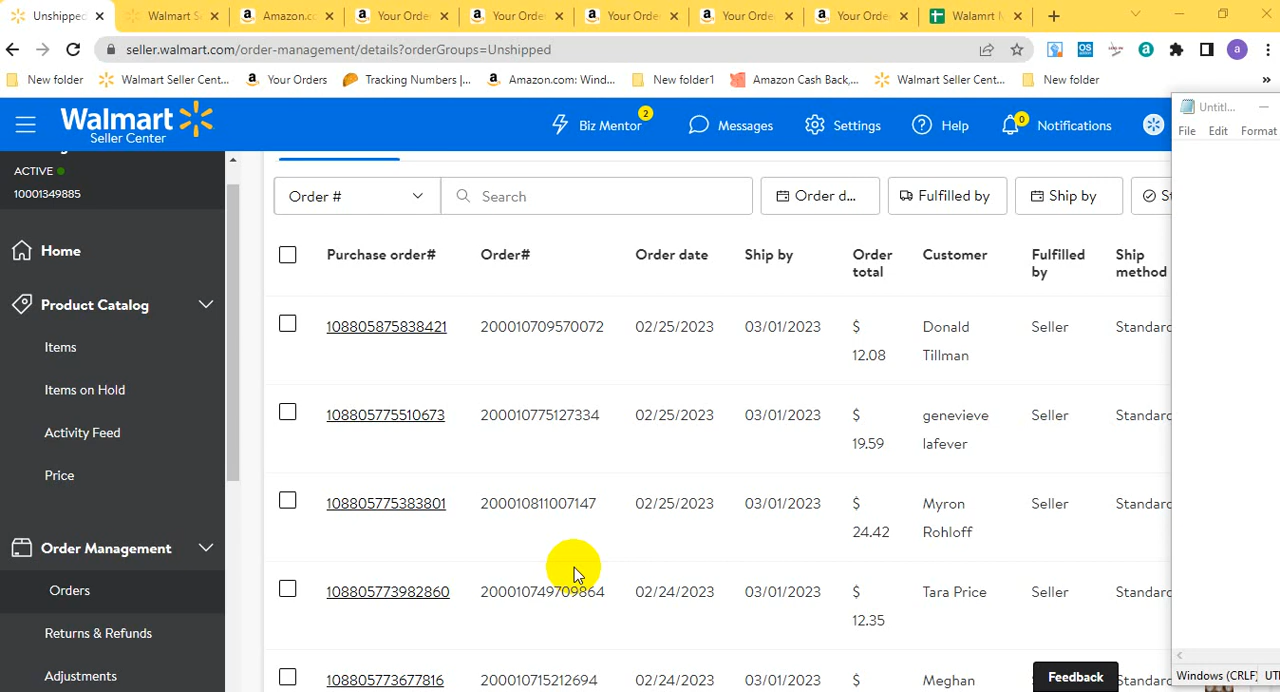 Unshipped
Walmart S
Amazon.co
Your Orde
Your Orde
Your Orde
Your Orde
Your Orde
Walamrt M
seller.walmart.com/order-management/details?orderGroups=Unshipped
a
New folder
Walmart Seller Cent...
Your Orders
Tracking Numbers |...
Amazon.com: Wind...
New folder1
Amazon Cash Back,...
Walmart Seller Cent...
New folder
»
Walmart
Seller Center
Biz Mentor 2
Messages
Settings
Help
0 Notifications
Untitl...
File Edit Format
ACTIVE
10001349885
Home
Product Catalog
Items
Items on Hold
Activity Feed
Price
Order Management
Orders
Returns & Refunds
Adjustments
Order #
Search
Order d...
Fulfilled by
Ship by
St
Purchase order# Order# Order date Ship by Order total Customer Fulfilled by Ship method
108805875838421 200010709570072 02/25/2023 03/01/2023 $ 12.08 Donald Tillman Seller Standard
108805775510673 200010775127334 02/25/2023 03/01/2023 $ 19.59 genevieve lafever Seller Standard
108805775383801 200010811007147 02/25/2023 03/01/2023 $ 24.42 Myron Rohloff Seller Standard
108805773982860 200010749709864 02/24/2023 03/01/2023 $ 12.35 Tara Price Seller Standard
108805773677816 200010715212694 02/24/2023 03/01/2023 $ Meghan
Feedback
Windows (CRLF) UT